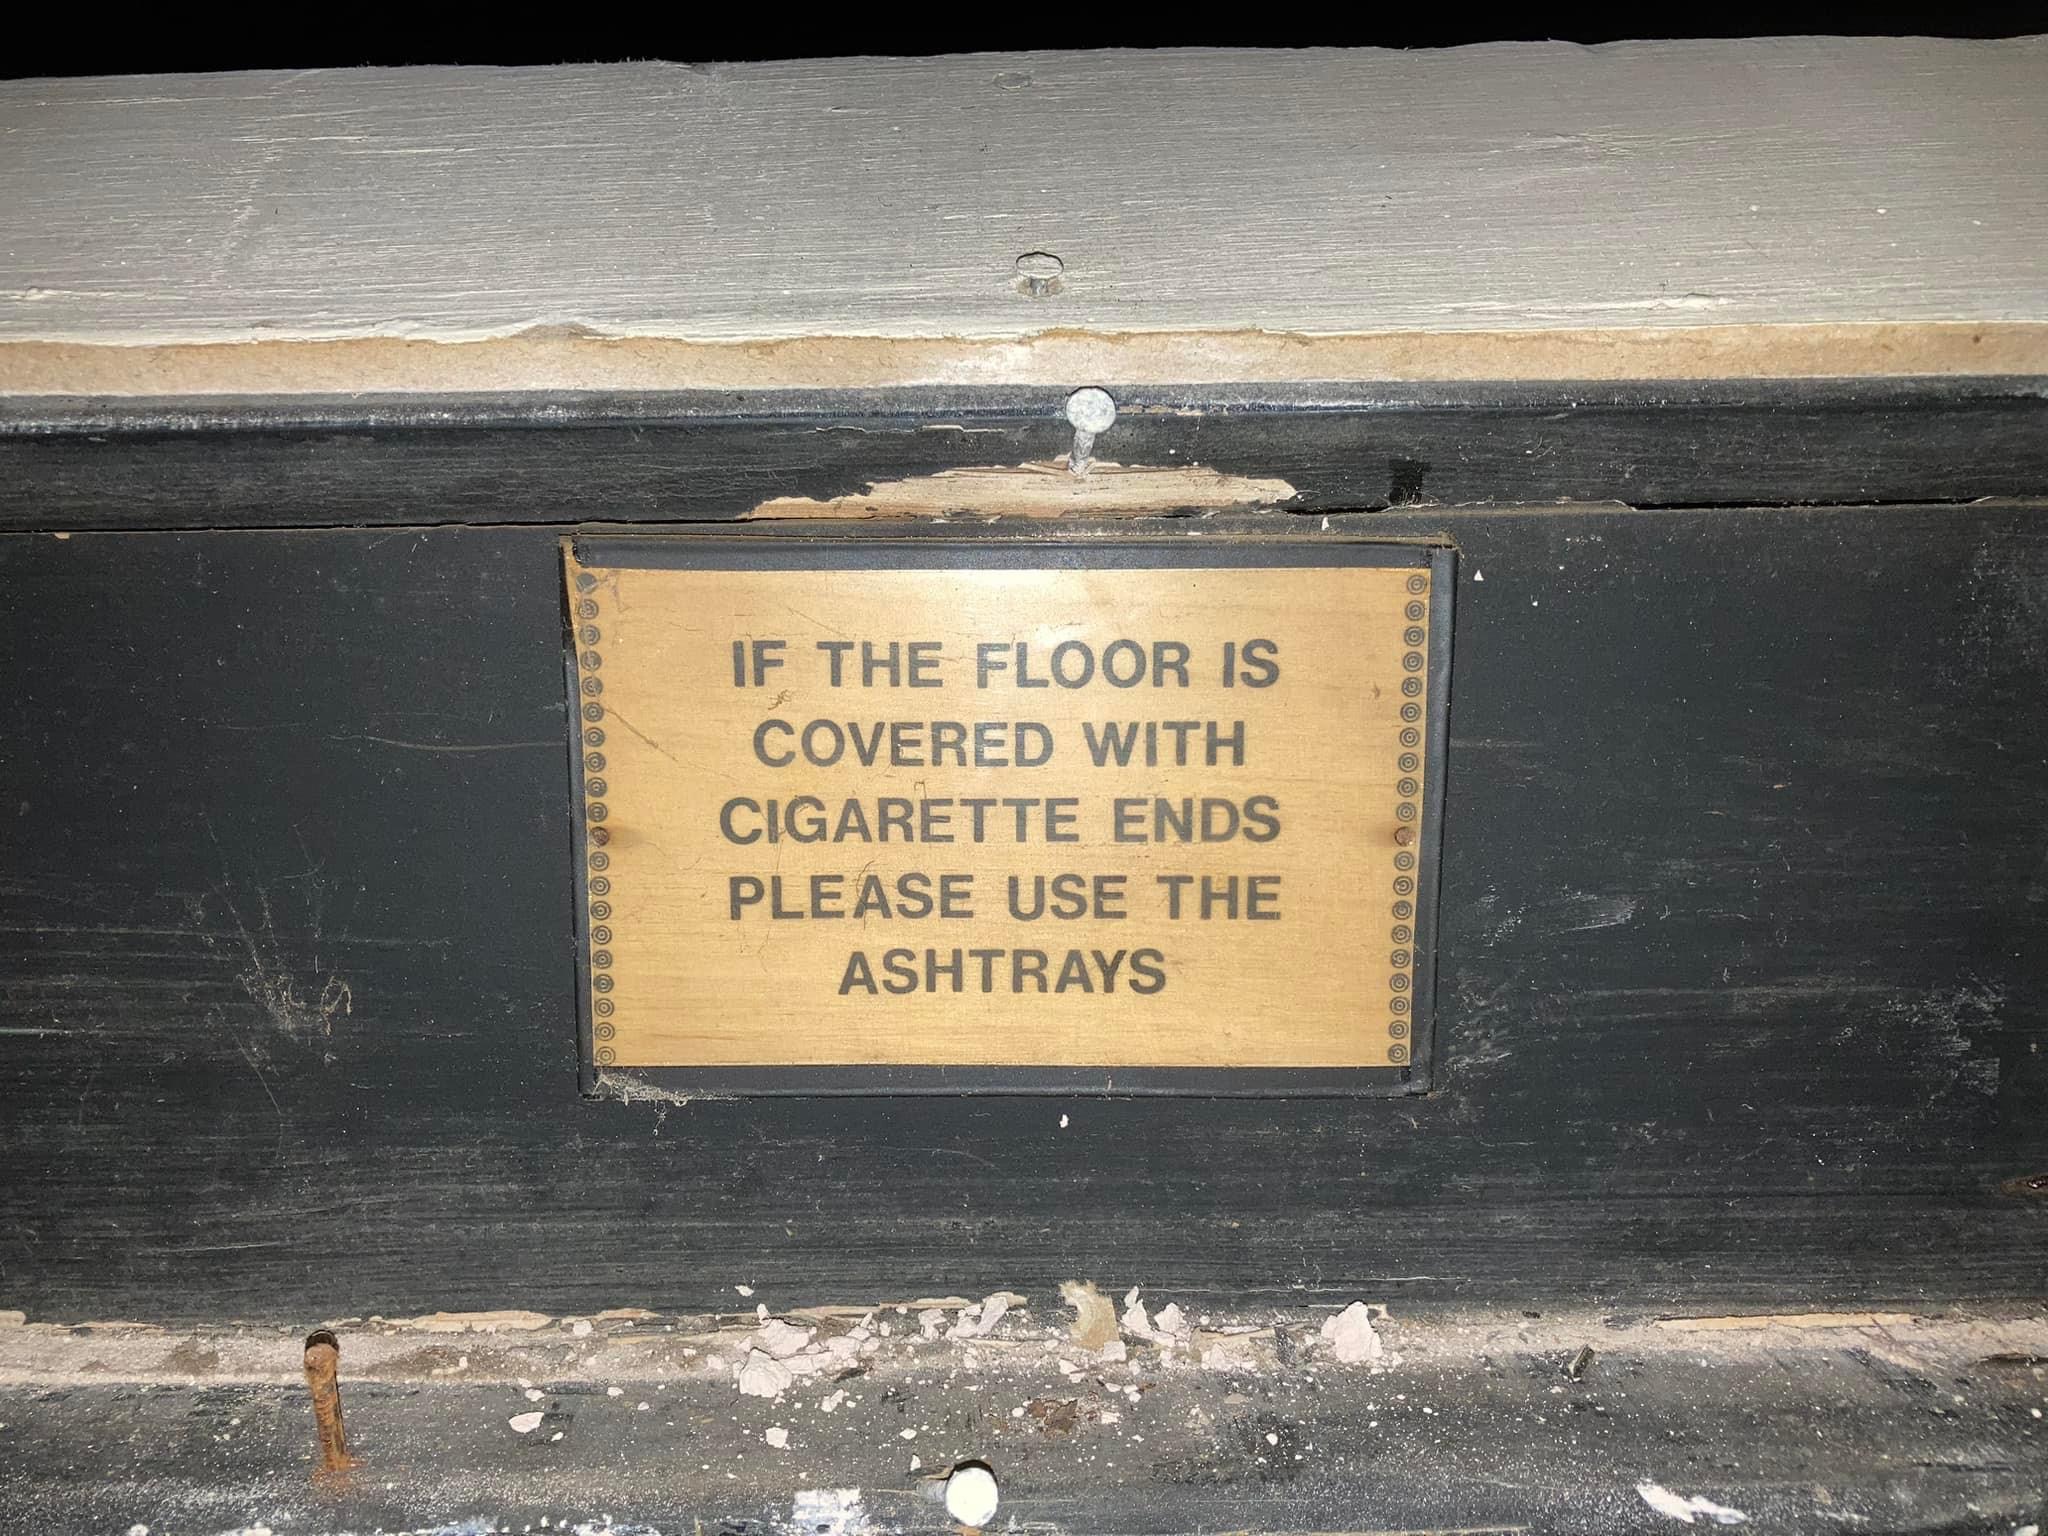 IF THE FLOOR IS
COVERED WITH
CIGARETTE ENDS
PLEASE USE THE
ASHTRAYS